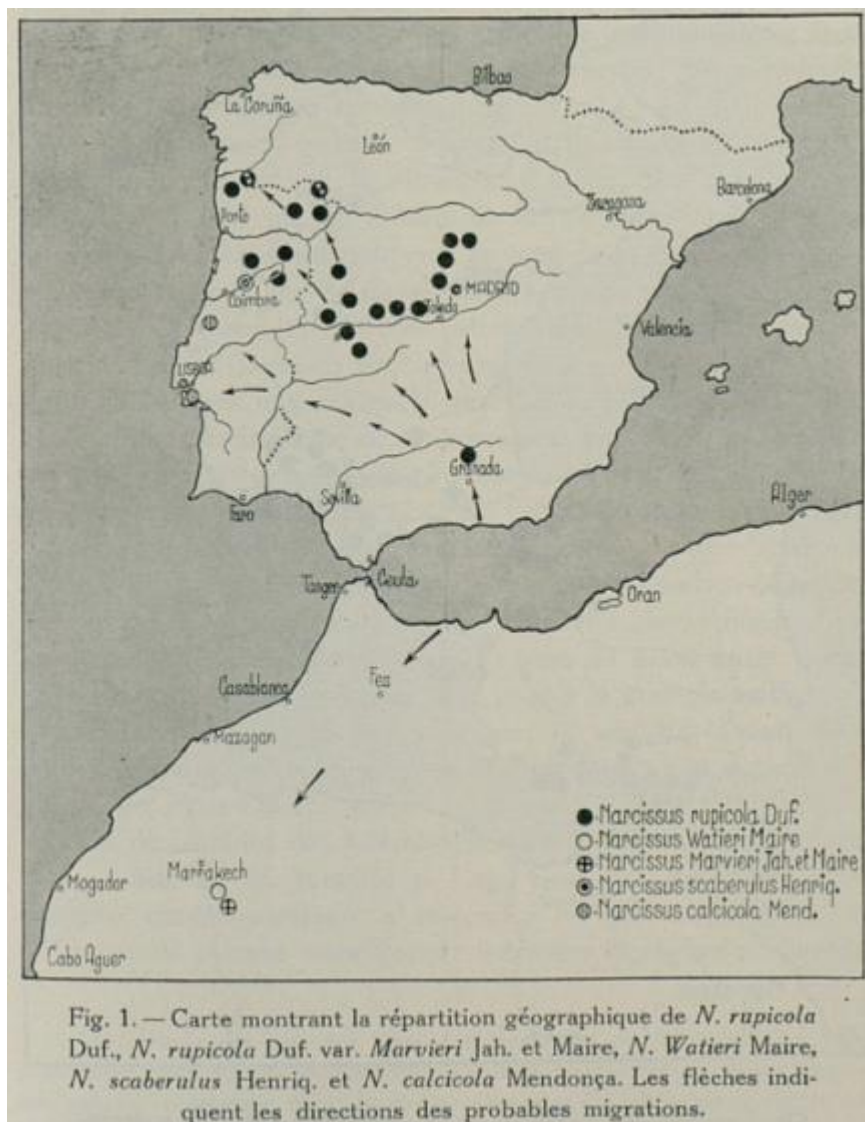 Bilbao
La Coruña
León
Barcelona
Zaragoza
Porto
Coimbra
MADRID
Toledo
Valencia
LISBOA
Granada
Sevilla
Faro
Alger
Tanger
Ceuta
Oran
Fes
Casablanca
Mazagan
Narcissus rupicola Duf.
Narcissus Watieri Maire
Marrakech
Narcissus Marvieri Jah. et Maire
Mogador
Narcissus scaberulus Henriq.
Narcissus calcicola Mend.
Cabo Aguer
Fig. 1. — Carte montrant la répartition géographique de N. rupicola
Duf., N. rupicola Duf. var. Marvieri Jah. et Maire, N. Watieri Maire,
N. scaberulus Henriq. et N. calcicola Mendonça. Les flèches indi-
quent les directions des probables migrations.